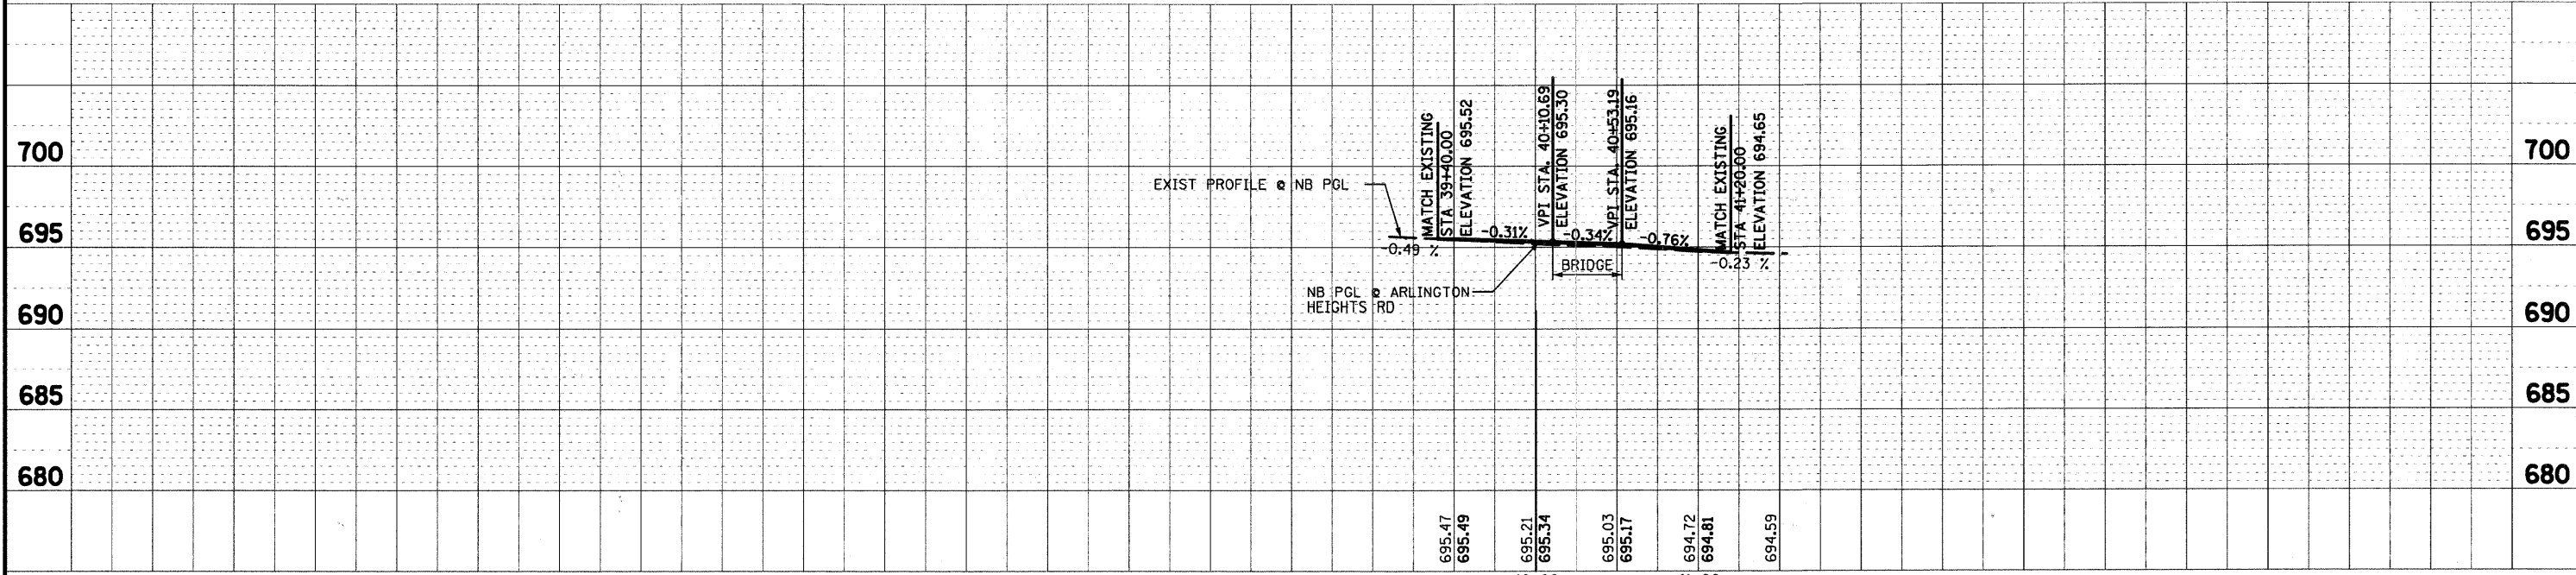 MATCH EXISTING
STA 39+40.00
ELEVATION 695.52
VPI STA. 40+10.69
ELEVATION 695.30
VPI STA. 40+53.19
ELEVATION 695.16
MATCH EXISTING
STA 41+20.00
ELEVATION 694.65
700
700
EXIST PROFILE @ NB PGL
695
-0.49 %
-0.31%
-0.34%
-0.76%
-0.23 %
695
BRIDGE
NB PGL @ ARLINGTON
HEIGHTS RD
690
690
685
685
680
680
695.47
695.49
695.21
695.34
695.03
695.17
694.72
694.81
694.59